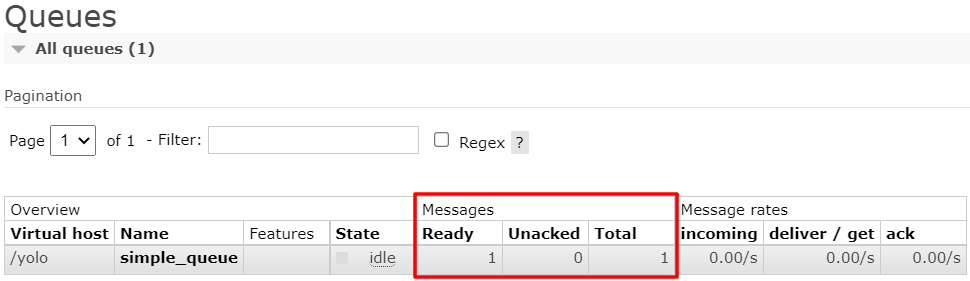 Queues
All queues (1)
Pagination
Page 1 of 1 - Filter: Regex ?
Overview Messages Message rates
Virtual host Name Features State Ready Unacked Total incoming deliver / get ack
/yolo simple_queue idle 1 0 1 0.00/s 0.00/s 0.00/s